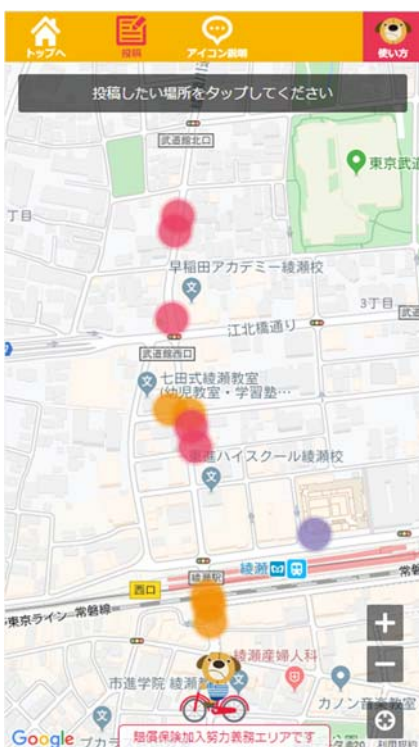 トップへ
投稿
アイコン説明
使い方
投稿したい場所をタップしてください
武道館北口
東京武道
丁目
早稲田アカデミー綾瀬校
3丁目
江北橋通り
武道館西口
七田式綾瀬教室
(幼児教室・学習塾…
進ハイスクール綾瀬校
綾瀬
常磐
綾瀬駅
西口
東京ライン 常磐線
綾瀬産婦人科
市進学院 綾瀬
カノン音楽教室
Google
賠償保険加入努力義務エリアです